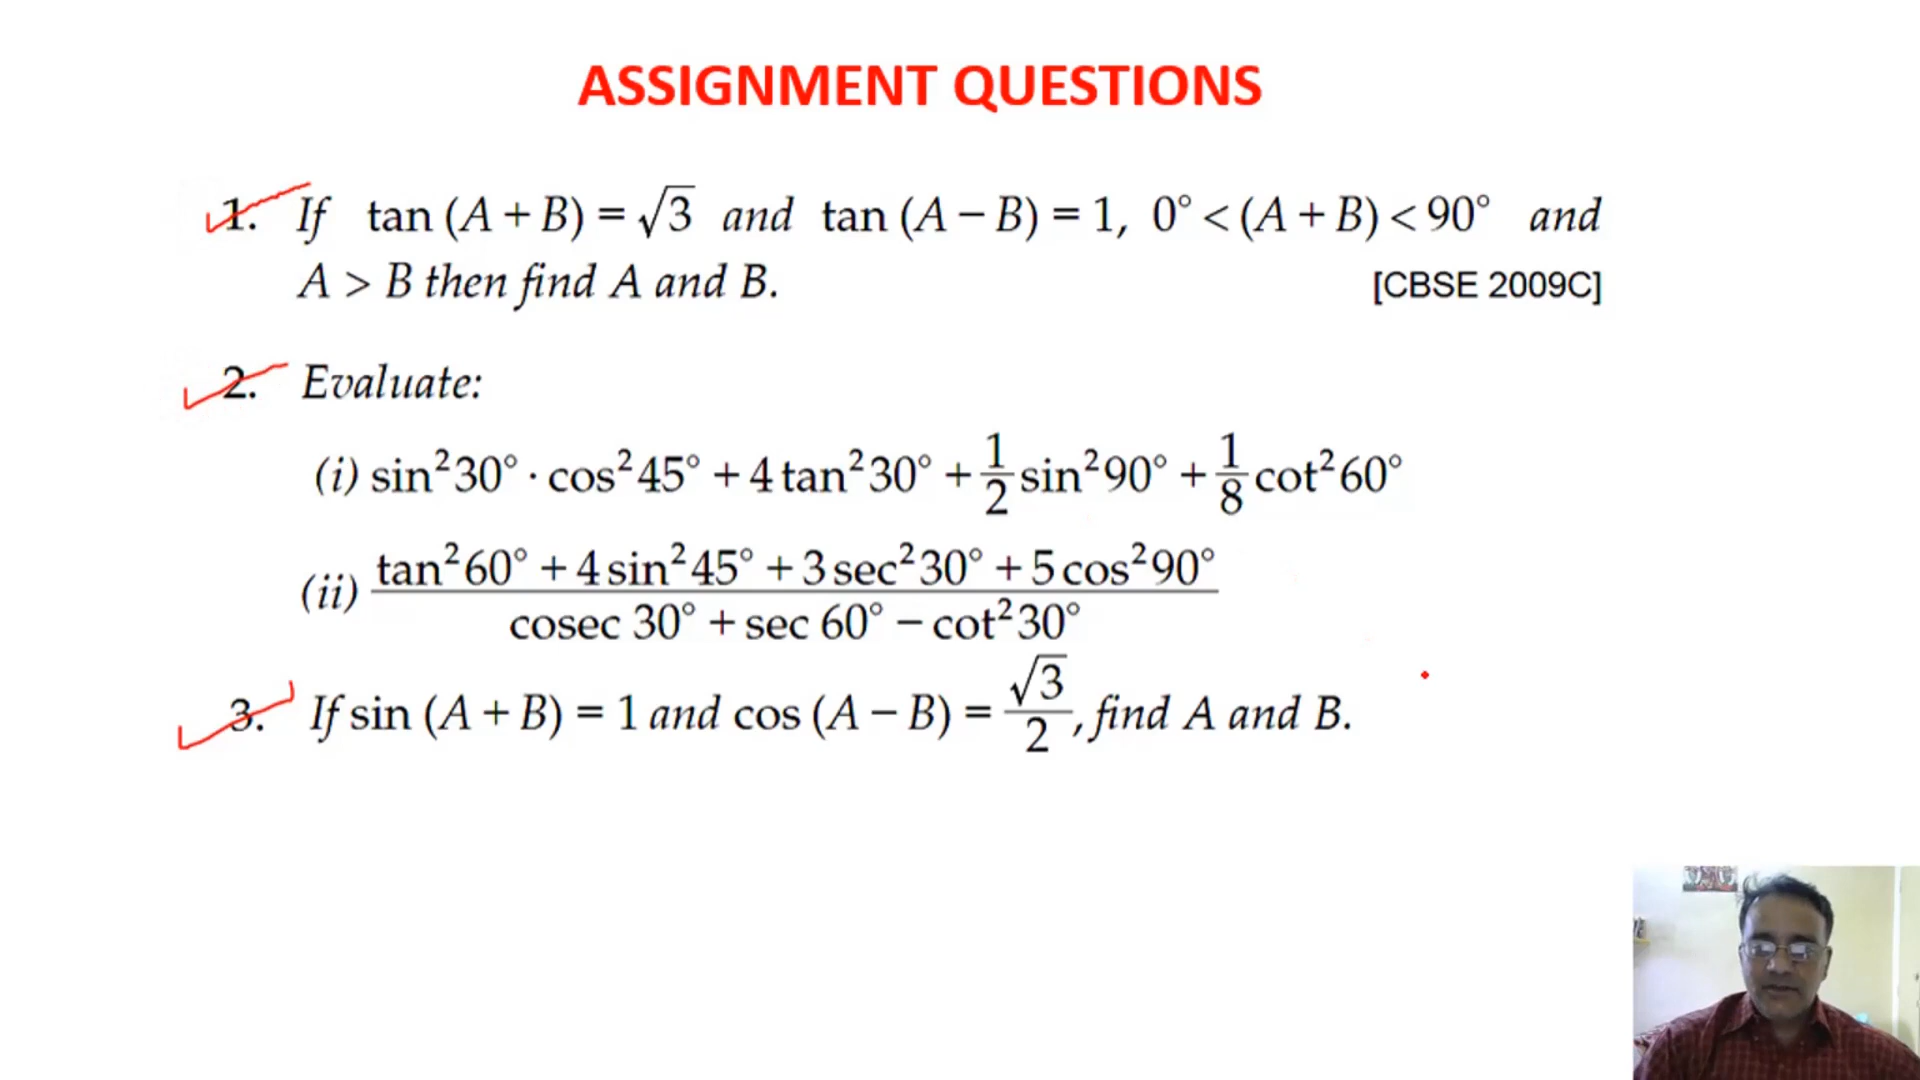 ASSIGNMENT QUESTIONS
1. If tan (A + B) = √3 and tan (A − B) = 1, 0° < (A + B) < 90° and
A > B then find A and B. [CBSE 2009C]
2. Evaluate:
(i) sin²30° · cos²45° + 4 tan²30° + 1/2 sin²90° + 1/8 cot²60°
(ii) tan²60° + 4 sin²45° + 3 sec²30° + 5 cos²90°
cosec 30° + sec 60° − cot²30°
3. If sin (A + B) = 1 and cos (A − B) = √3/2, find A and B.